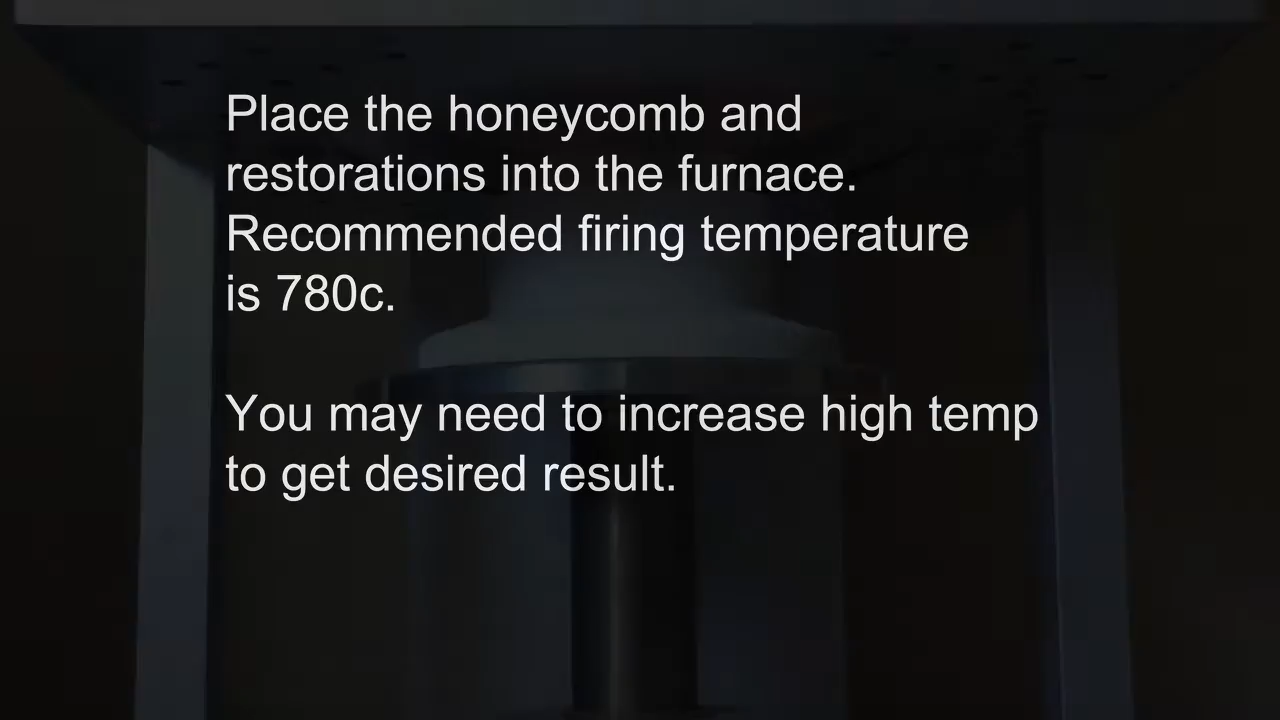 Place the honeycomb and
restorations into the furnace.
Recommended firing temperature
is 780c.
You may need to increase high temp
to get desired result.